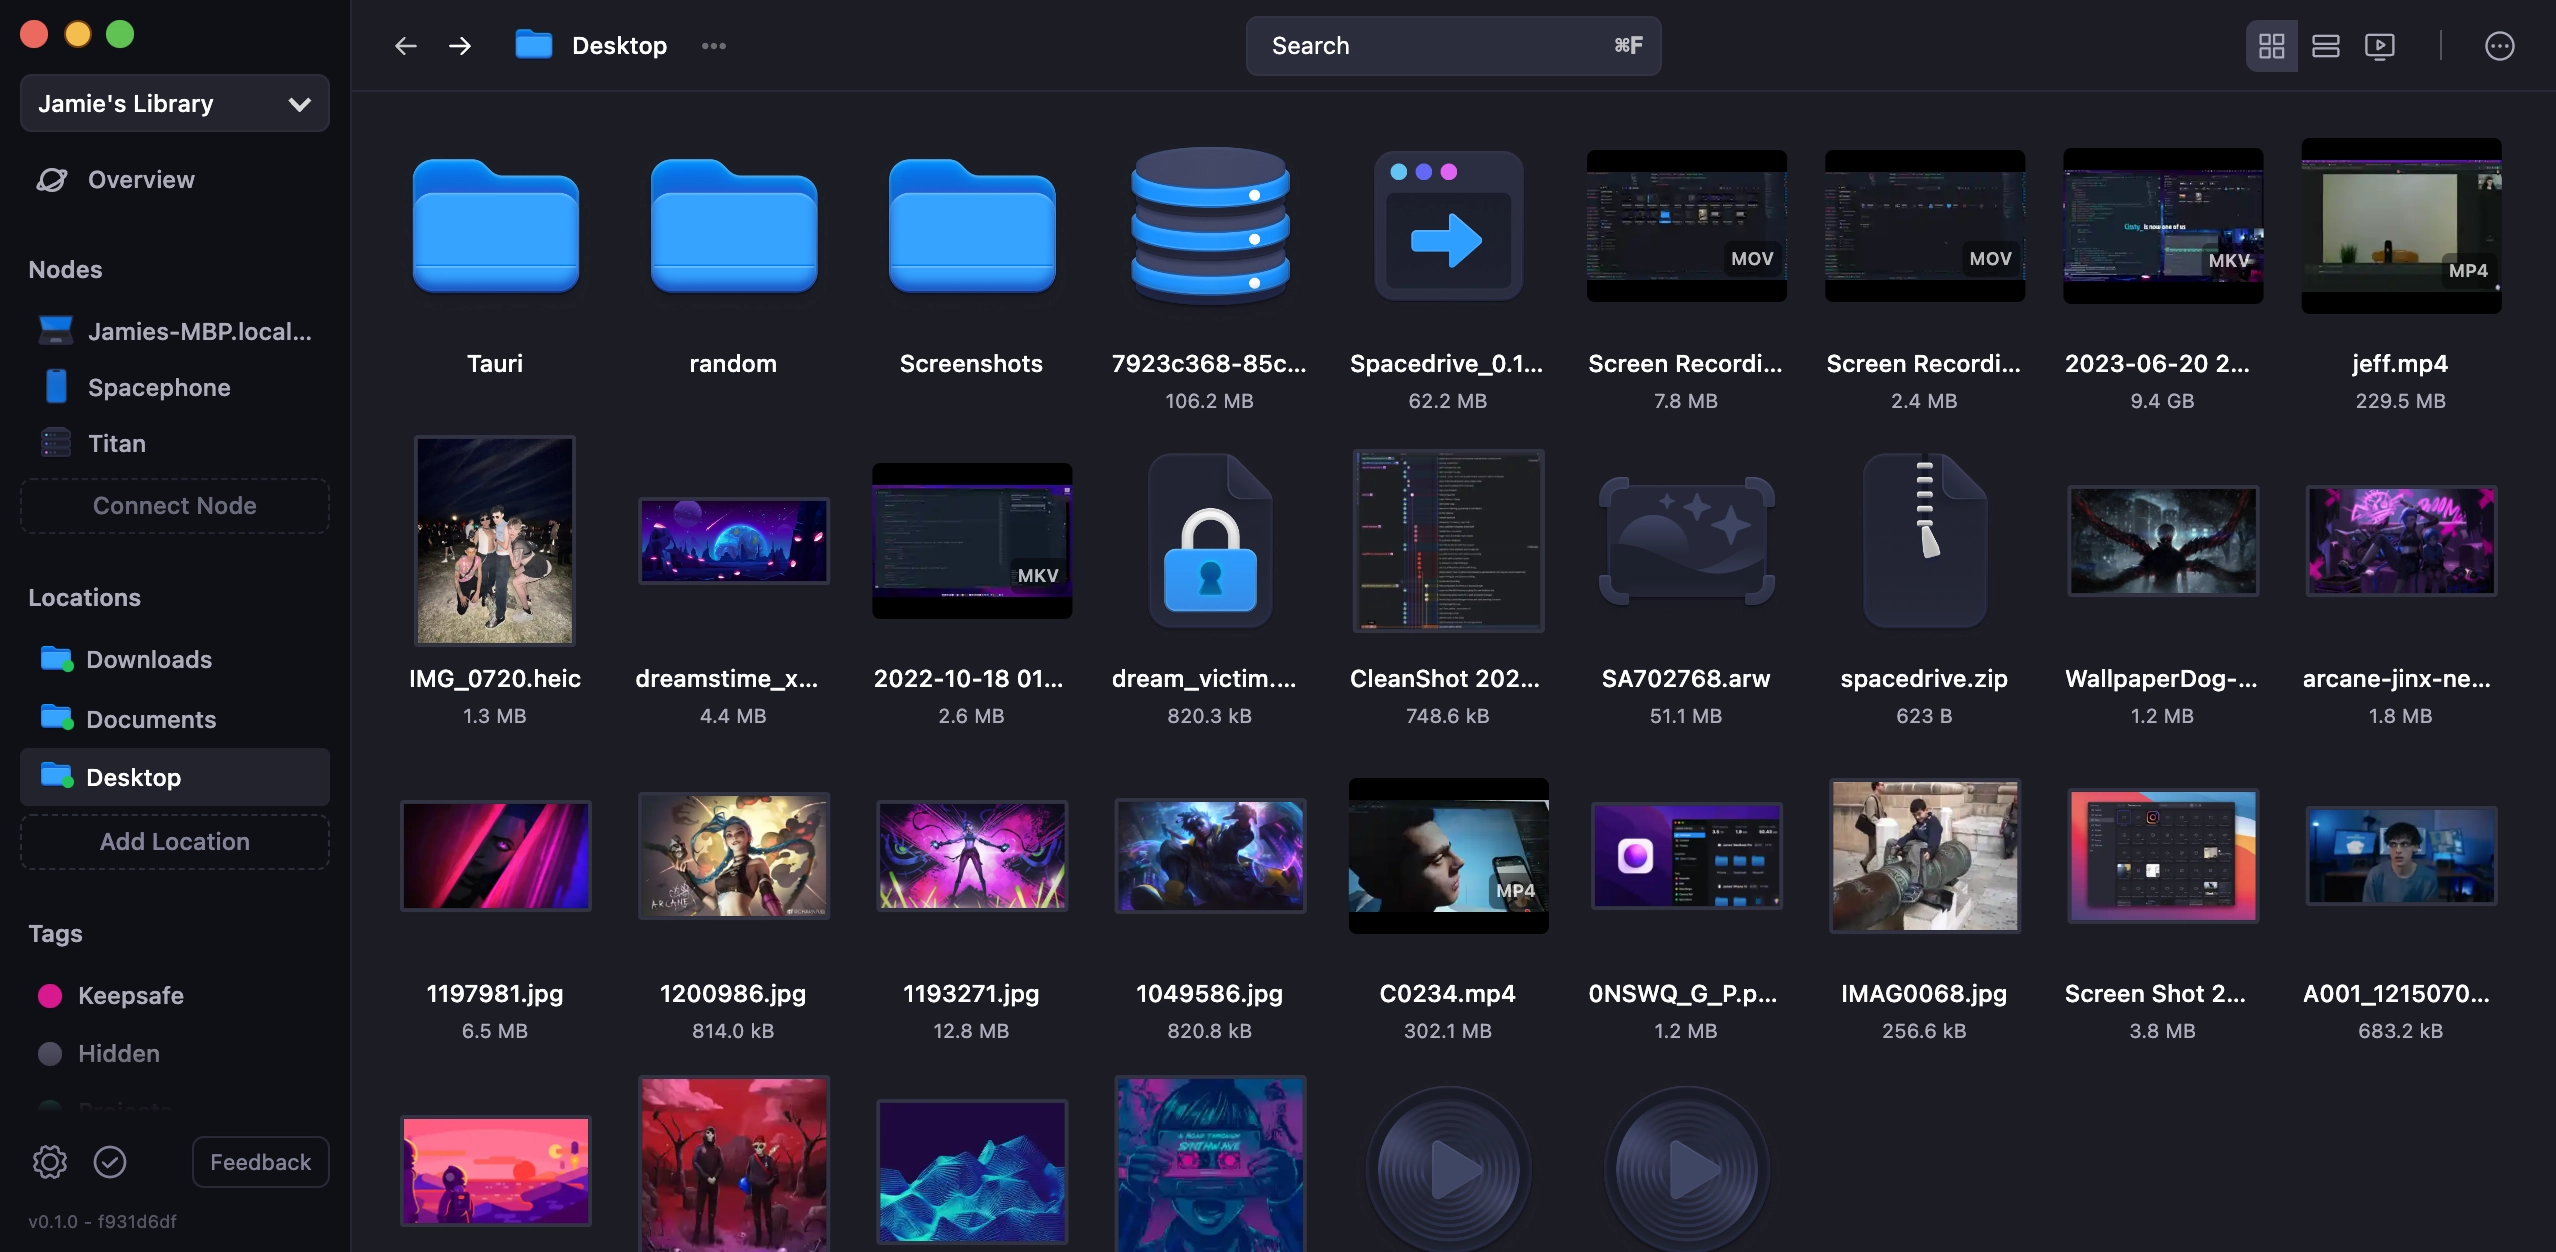 Jamie's Library
Overview
Nodes
Jamies-MBP.local...
Spacephone
Titan
Connect Node
Locations
Downloads
Documents
Desktop
Add Location
Tags
Keepsafe
Hidden
Projects
Feedback
v0.1.0 - f931d6df
Desktop
Search ⌘F
MOV
MOV
MKV
MP4
Tauri
random
Screenshots
7923c368-85c...
Spacedrive_0.1...
Screen Recordi...
Screen Recordi...
2023-06-20 2...
jeff.mp4
106.2 MB
62.2 MB
7.8 MB
2.4 MB
9.4 GB
229.5 MB
MKV
IMG_0720.heic
dreamstime_x...
2022-10-18 01...
dream_victim....
CleanShot 202...
SA702768.arw
spacedrive.zip
WallpaperDog-...
arcane-jinx-ne...
1.3 MB
4.4 MB
2.6 MB
820.3 kB
748.6 kB
51.1 MB
623 B
1.2 MB
1.8 MB
MP4
1197981.jpg
1200986.jpg
1193271.jpg
1049586.jpg
C0234.mp4
0NSWQ_G_P.p...
IMAG0068.jpg
Screen Shot 2...
A001_1215070...
6.5 MB
814.0 kB
12.8 MB
820.8 kB
302.1 MB
1.2 MB
256.6 kB
3.8 MB
683.2 kB
A ROAD THROUGH
SYNTHWAVE